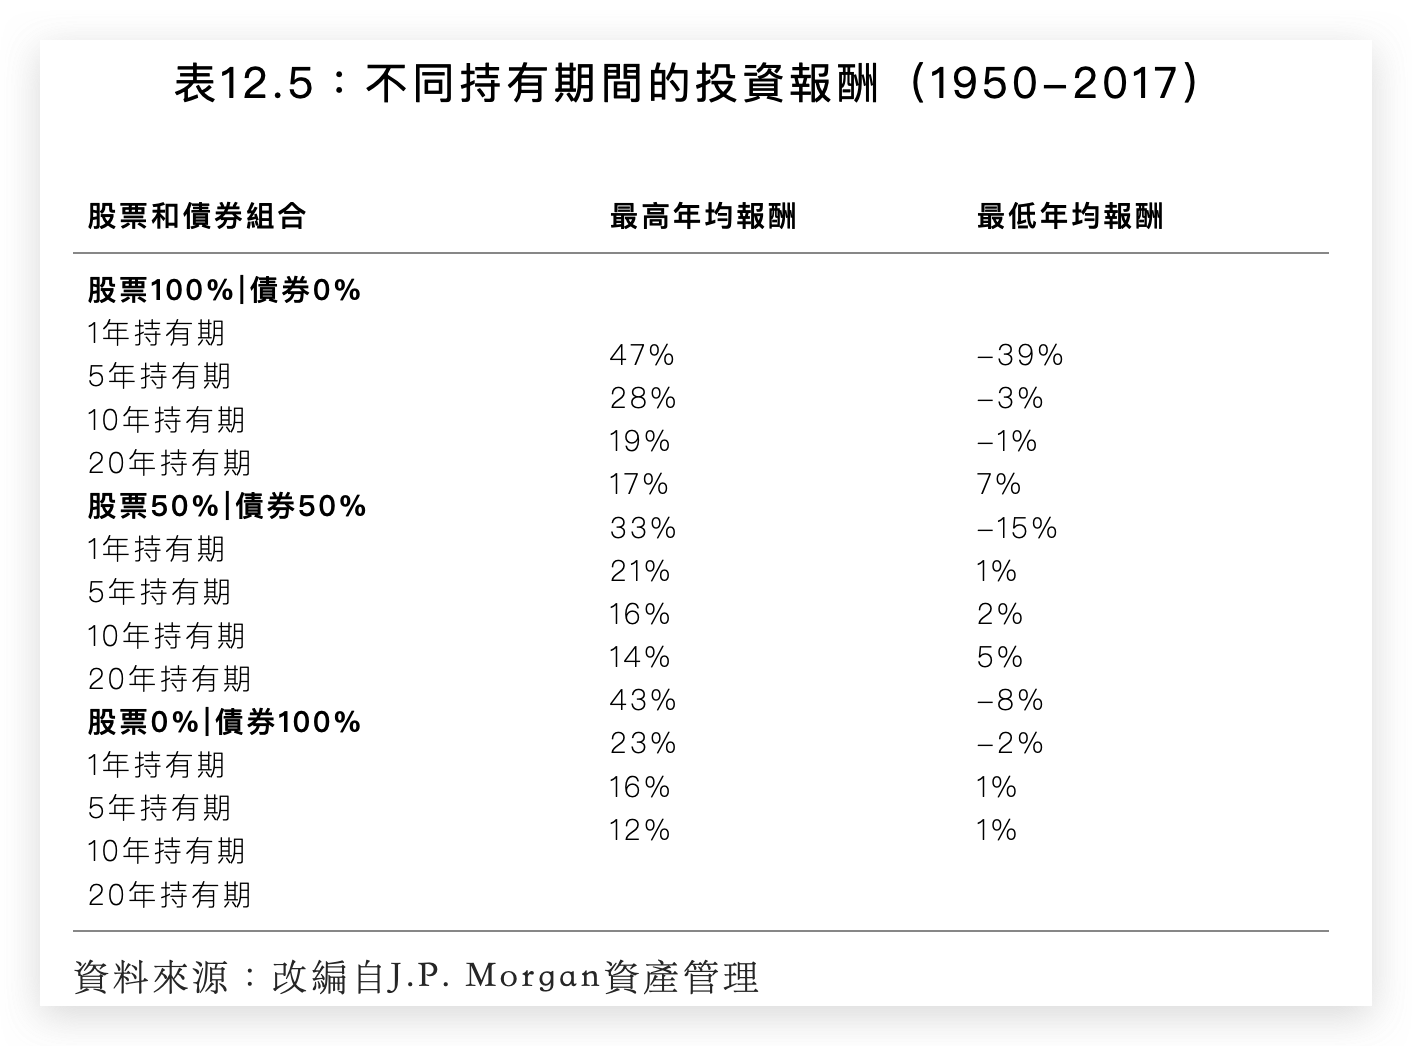 表12.5：不同持有期間的投資報酬（1950–2017）
股票和債券組合 最高年均報酬 最低年均報酬
股票100%|債券0%
1年持有期
47% –39%
5年持有期
28% –3%
10年持有期
19% –1%
20年持有期
17% 7%
股票50%|債券50%
33% –15%
1年持有期
21% 1%
5年持有期
16% 2%
10年持有期
14% 5%
20年持有期
43% –8%
股票0%|債券100%
23% –2%
1年持有期
16% 1%
5年持有期
12% 1%
10年持有期
20年持有期
資料來源：改編自J.P. Morgan資產管理